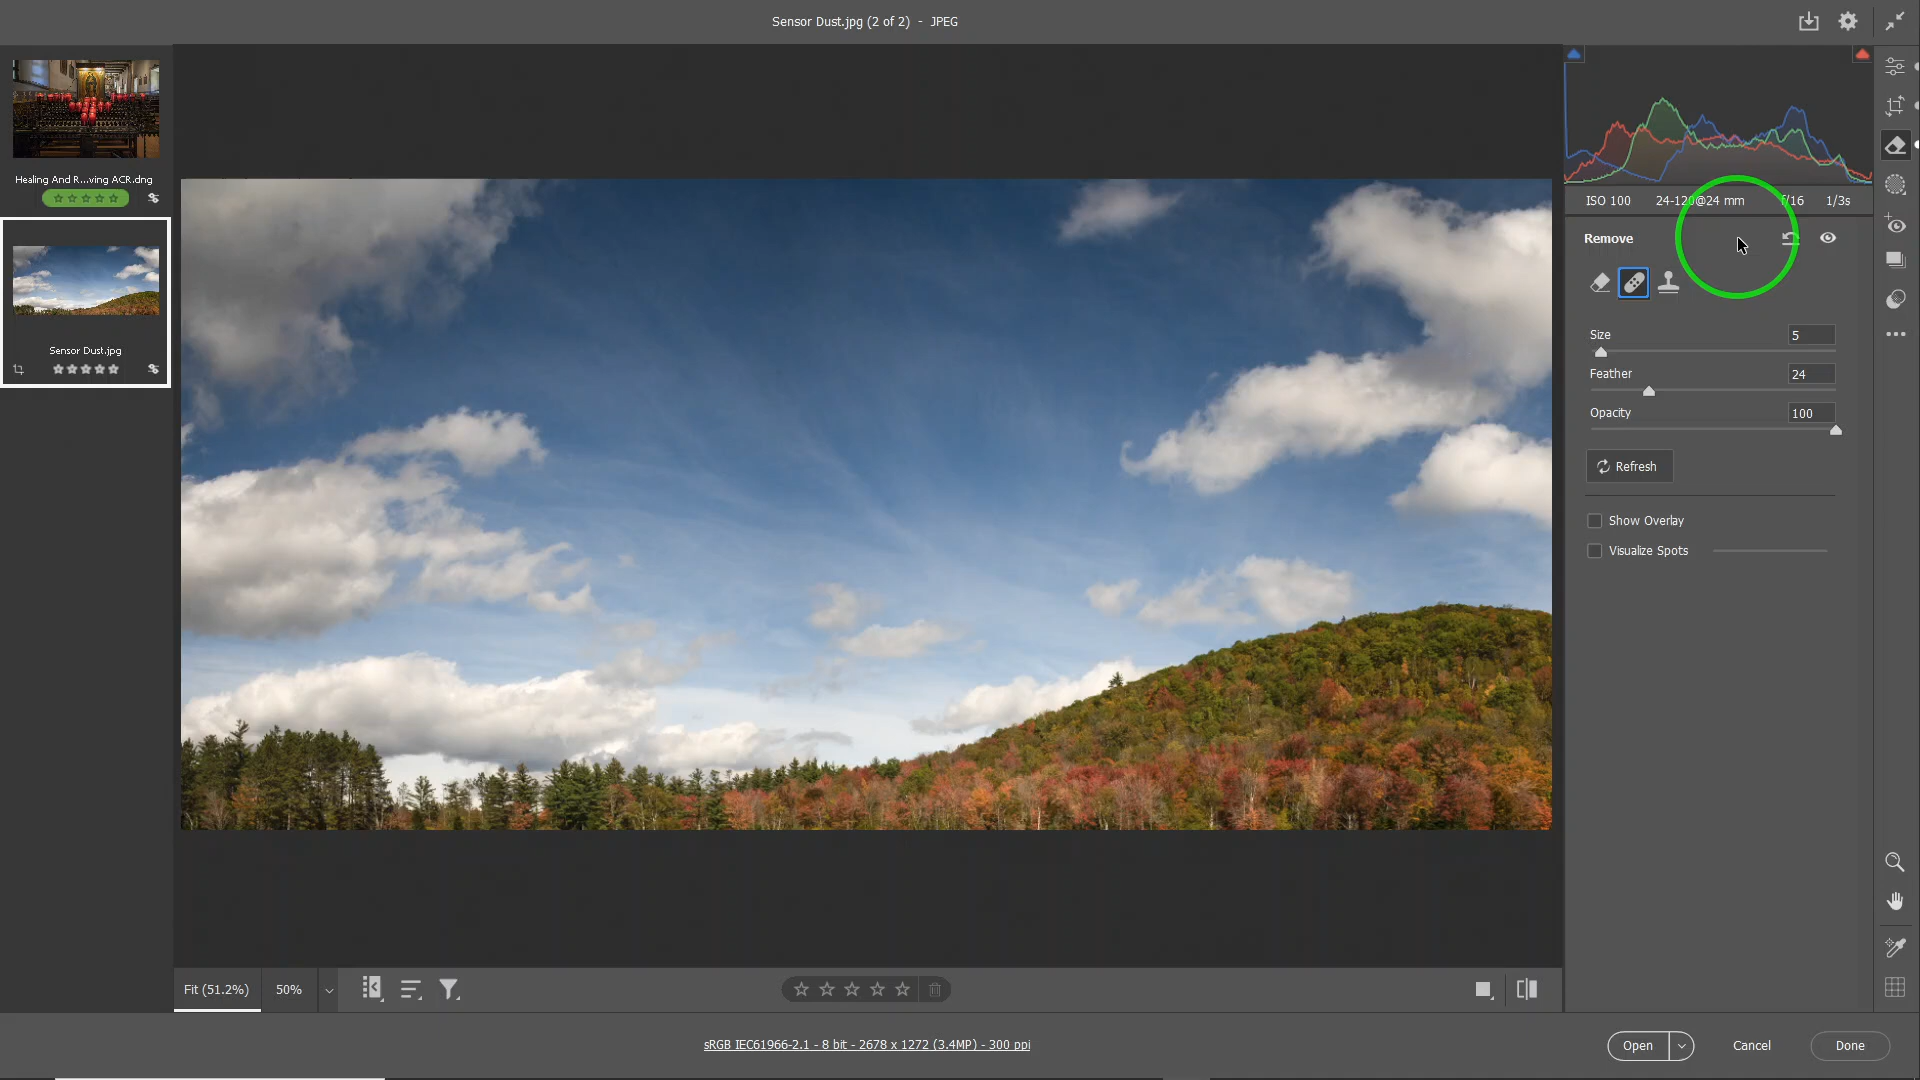 Sensor Dust.jpg (2 of 2) - JPEG
Healing And R...ving ACR.dng
Sensor Dust.jpg
ISO 100 24-120@24 mm f/16 1/3s
Remove
Size 5
Feather 24
Opacity 100
Refresh
Show Overlay
Visualize Spots
Fit (51.2%) 50%
sRGB IEC61966-2.1 - 8 bit - 2678 x 1272 (3.4MP) - 300 ppi
Open Cancel Done